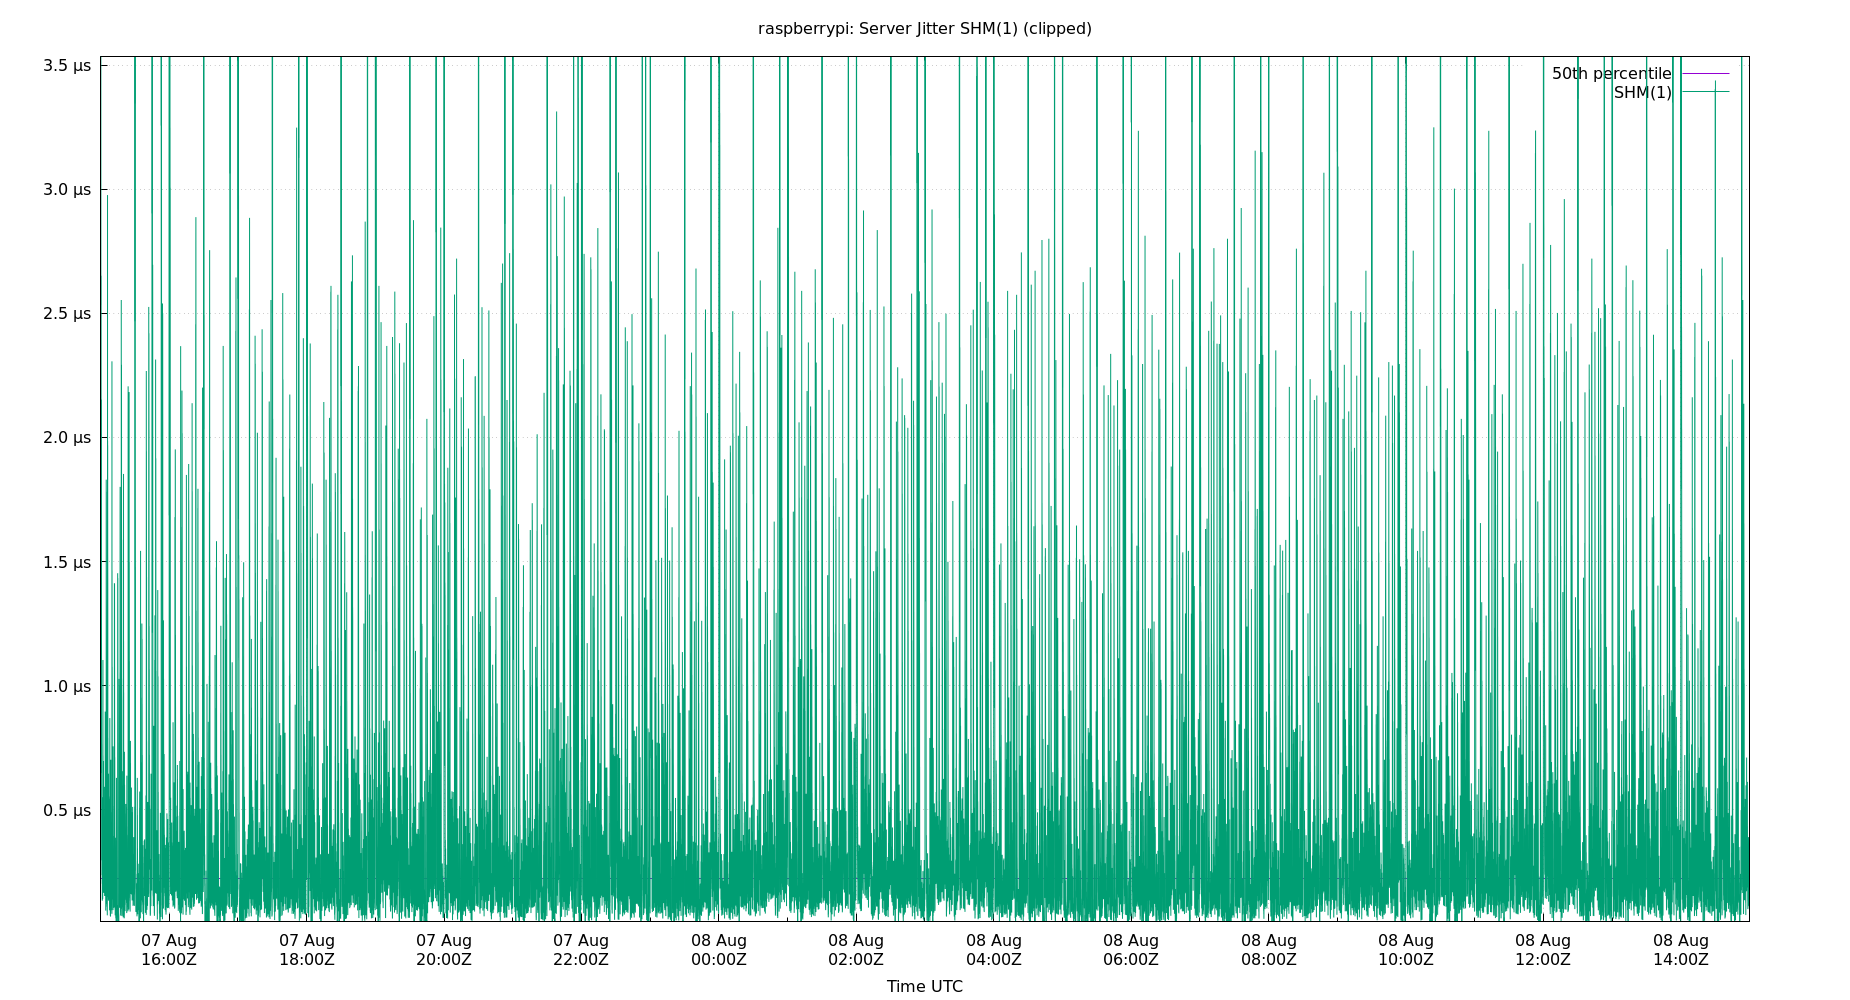 raspberrypi: Server Jitter SHM(1) (clipped)
3.5 µs
3.0 µs
2.5 µs
2.0 µs
1.5 µs
1.0 µs
0.5 µs
50th percentile
SHM(1)
07 Aug 07 Aug 07 Aug 07 Aug 08 Aug 08 Aug 08 Aug 08 Aug 08 Aug 08 Aug 08 Aug 08 Aug
16:00Z 18:00Z 20:00Z 22:00Z 00:00Z 02:00Z 04:00Z 06:00Z 08:00Z 10:00Z 12:00Z 14:00Z
Time UTC